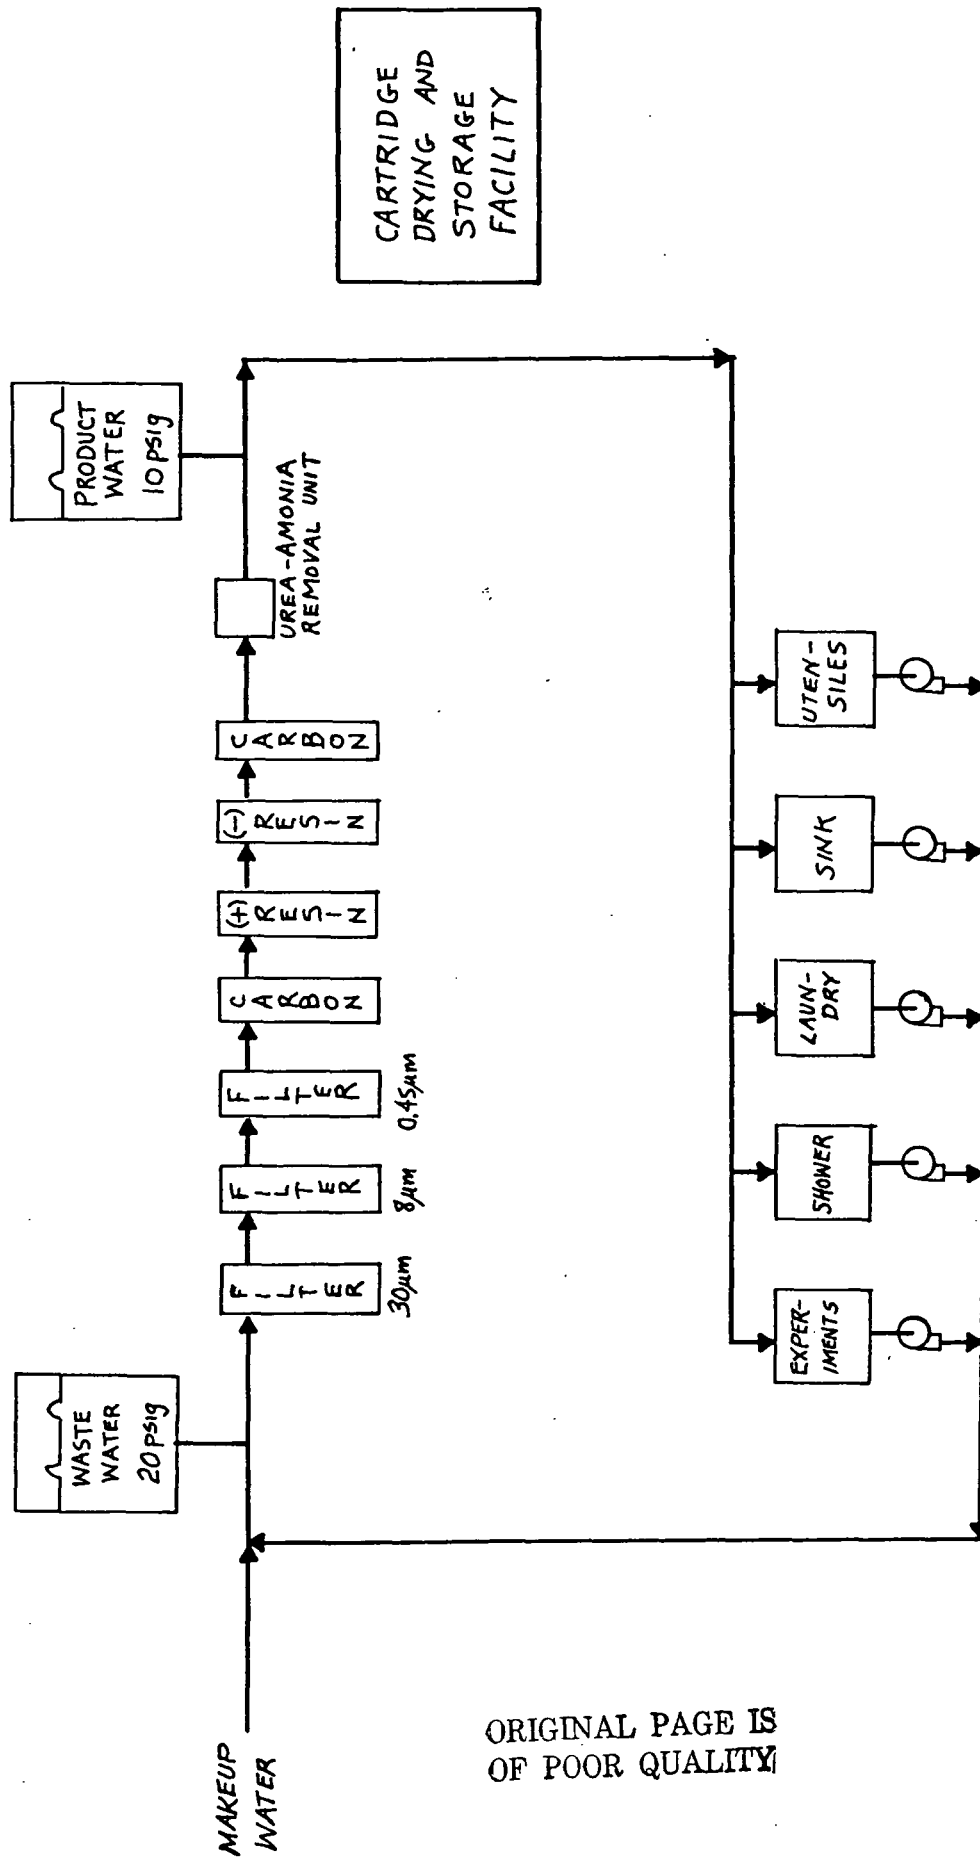 MAKEUP
WATER
WASTE
WATER
20 psig
FILTER
30µm
FILTER
8µm
FILTER
0.45µm
CARBON
(+)
RESIN
(-)
RESIN
CARBON
UREA-AMONIA
REMOVAL UNIT
PRODUCT
WATER
10 psig
CARTRIDGE
DRYING AND
STORAGE
FACILITY
EXPER-
IMENTS
SHOWER
LAUN-
DRY
SINK
UTEN-
SILES
ORIGINAL PAGE IS
OF POOR QUALITY